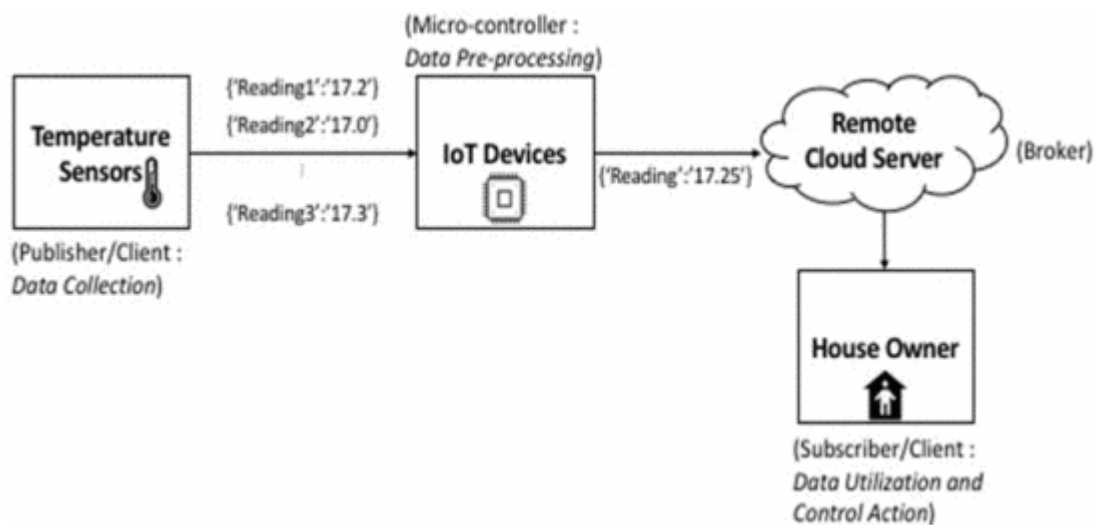 (Micro-controller :
Data Pre-processing)
{'Reading1':'17.2'}
{'Reading2':'17.0'}
{'Reading3':'17.3'}
Temperature
Sensors
(Publisher/Client :
Data Collection)
IoT Devices
{'Reading':'17.25'}
Remote
Cloud Server
(Broker)
House Owner
(Subscriber/Client :
Data Utilization and
Control Action)